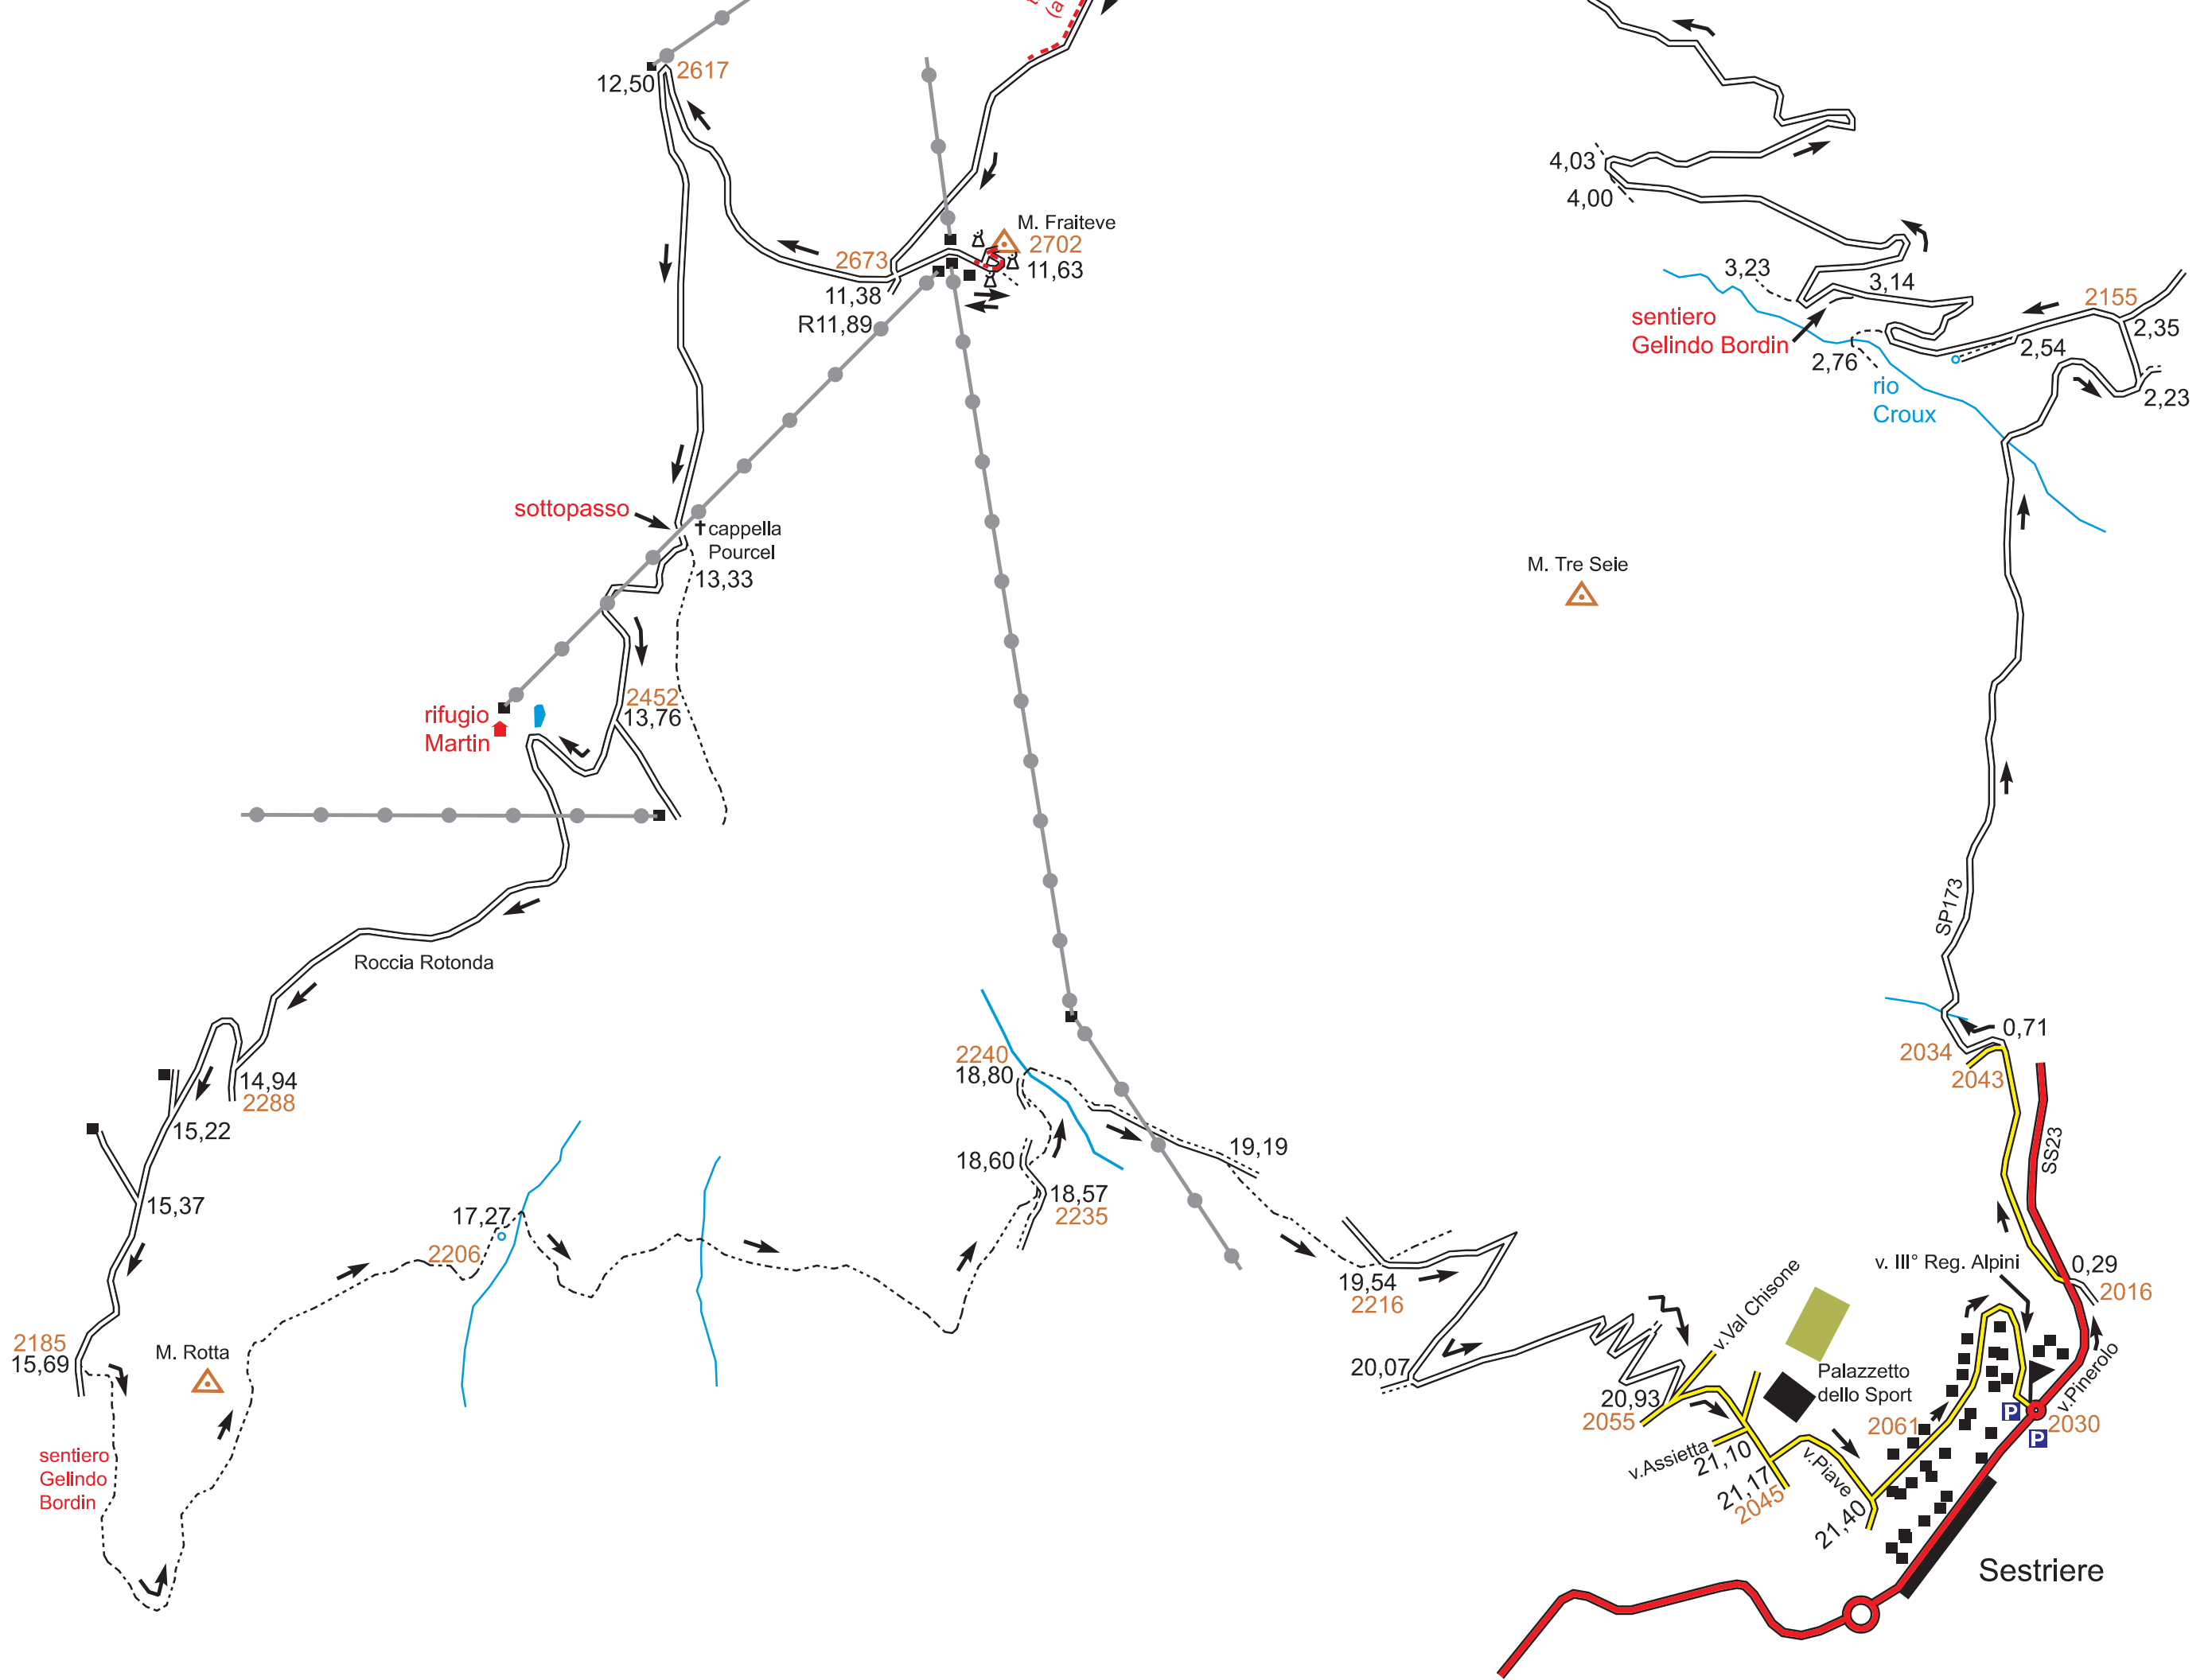 (a
2617
12,50
4,03
4,00
M. Fraiteve
2702
11,63
2673
11,38
R11,89
3,23
3,14
2155
2,35
sentiero
Gelindo Bordin
2,54
2,76
rio
Croux
2,23
sottopasso
cappella
Pourcel
13,33
M. Tre Seie
2452
13,76
rifugio
Martin
SP173
Roccia Rotonda
0,71
2034
2043
2240
18,80
14,94
2288
15,22
SS23
18,60
19,19
15,37
18,57
2235
17,27
2206
v. III° Reg. Alpini
0,29
2016
19,54
2216
v. Val Chisone
2185
15,69
M. Rotta
20,07
Palazzetto
dello Sport
v.Pinerolo
20,93
2055
2061
P
2030
P
v.Assietta
21,10
21,17
2045
v.Piave
21,40
sentiero
Gelindo
Bordin
Sestriere